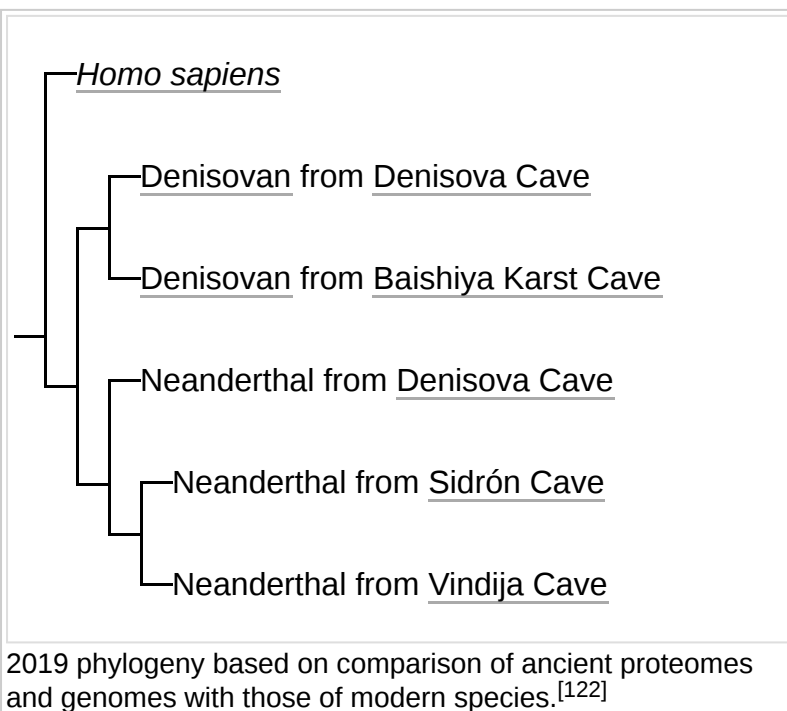 Homo sapiens
Denisovan from Denisova Cave
Denisovan from Baishiya Karst Cave
Neanderthal from Denisova Cave
Neanderthal from Sidrón Cave
Neanderthal from Vindija Cave
2019 phylogeny based on comparison of ancient proteomes
and genomes with those of modern species.[122]